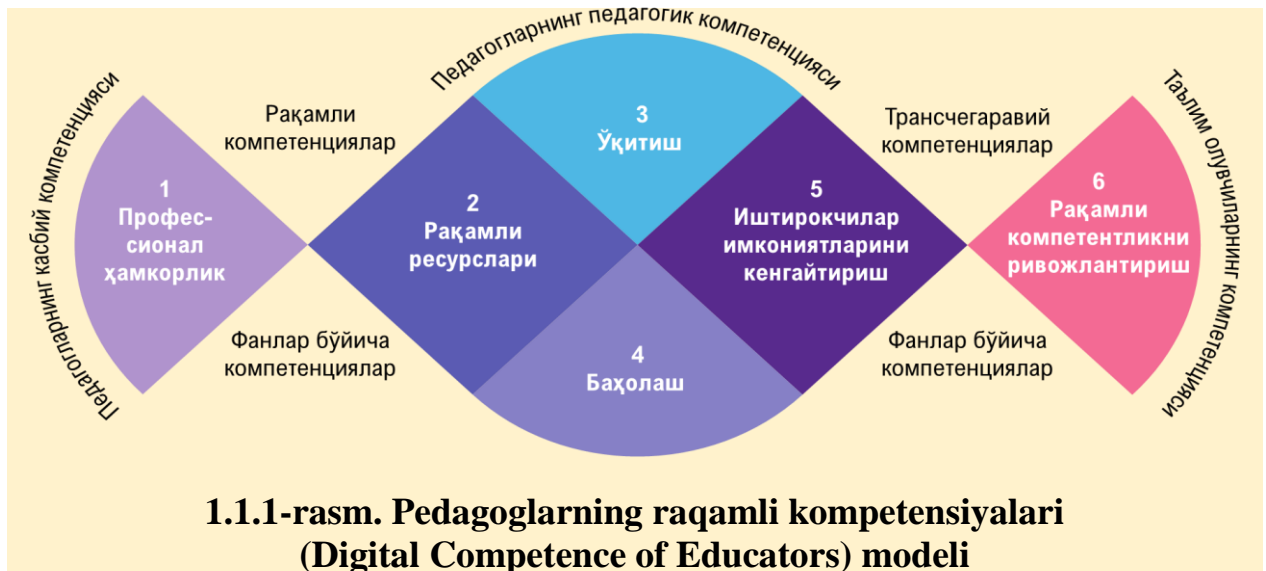 Педагогларнинг касбий компетенцияси
1
Профес-
сионал
ҳамкорлик
Рақамли
компетенциялар
Фанлар бўйича
компетенциялар
Педагогларнинг педагогик компетенцияси
2
Рақамли
ресурслари
3
Ўқитиш
4
Баҳолаш
5
Иштирокчилар
имкониятларини
кенгайтириш
Трансчегаравий
компетенциялар
Фанлар бўйича
компетенциялар
6
Рақамли
компетентликни
ривожлантириш
Таълим олувчиларнинг компетенцияси
1.1.1-rasm. Pedagoglarning raqamli kompetensiyalari
(Digital Competence of Educators) modeli